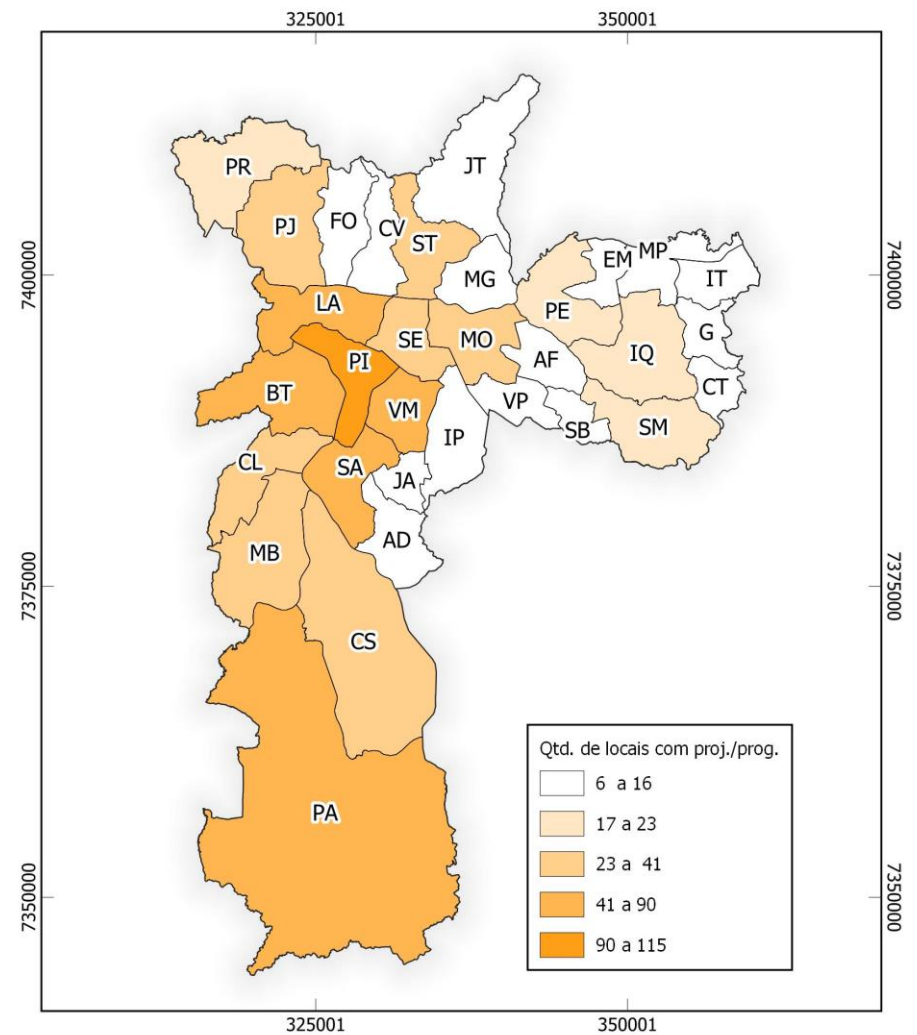 325001
350001
JT
PR
FO
CV
PJ
ST
EM
MP
7400000
7400000
MG
IT
LA
PE
SE
MO
G
IQ
AF
PI
CT
BT
VM
VP
SB
SM
IP
CL
SA
JA
AD
MB
7375000
7375000
CS
Qtd. de locais com proj./prog.
6 a 16
17 a 23
23 a 41
41 a 90
90 a 115
PA
7350000
7350000
325001
350001